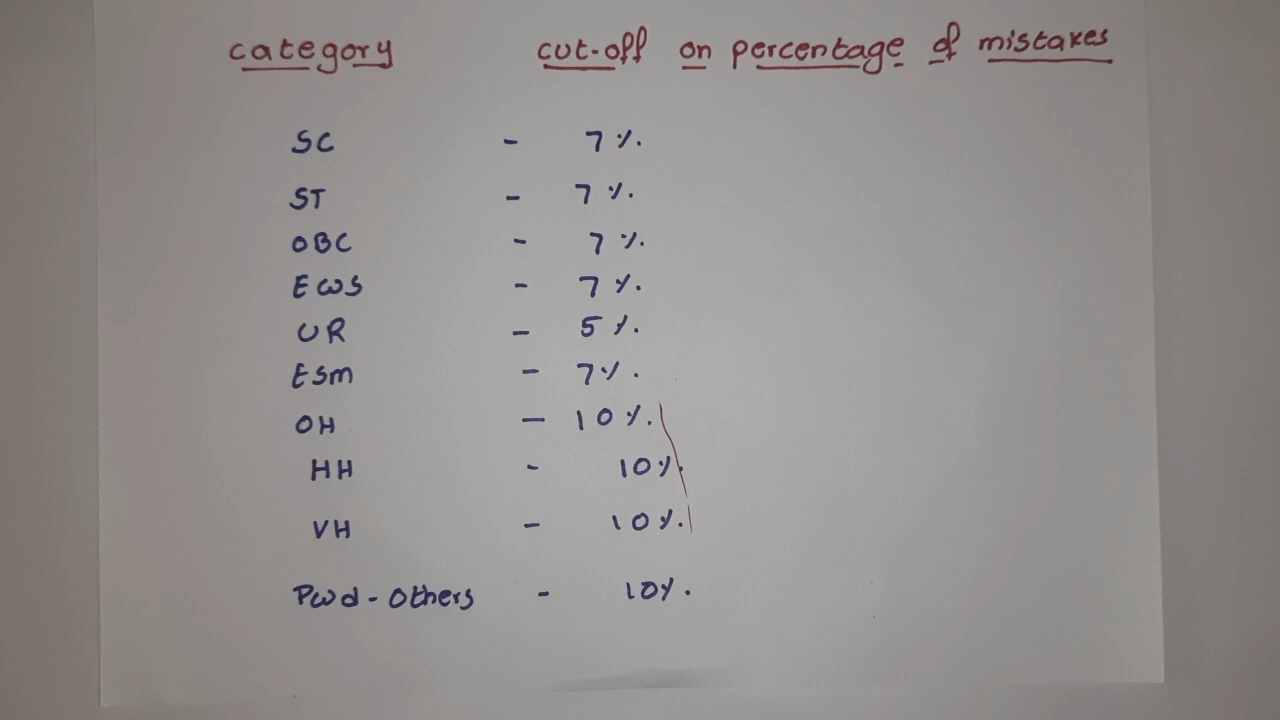 category cut-off on percentage of mistakes
SC - 7%.
ST - 7%.
OBC - 7%.
EWS - 7%.
UR - 5%.
ESM - 7%.
OH - 10%.
HH - 10%.
VH - 10%.
Pwd - others - 10%.